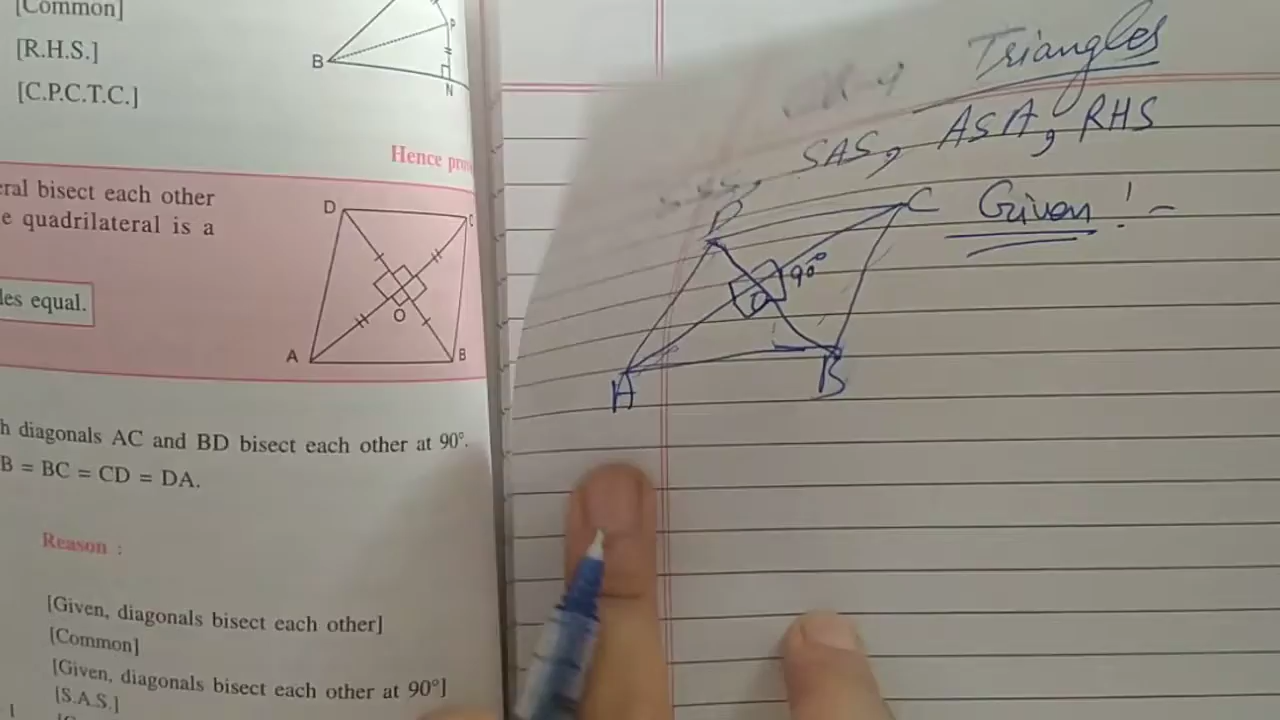 [Common]
[R.H.S.]
[C.P.C.T.C.]
B
P
N
Hence
eral bisect each other
e quadrilateral is a
les equal.
D
C
O
A
B
h diagonals AC and BD bisect each other at 90°.
B = BC = CD = DA.
Reason :
[Given, diagonals bisect each other]
[Common]
[Given, diagonals bisect each other at 90°]
[S.A.S.]
Triangles
SAS, ASA, RHS
C
Given :-
90°
O
A
B